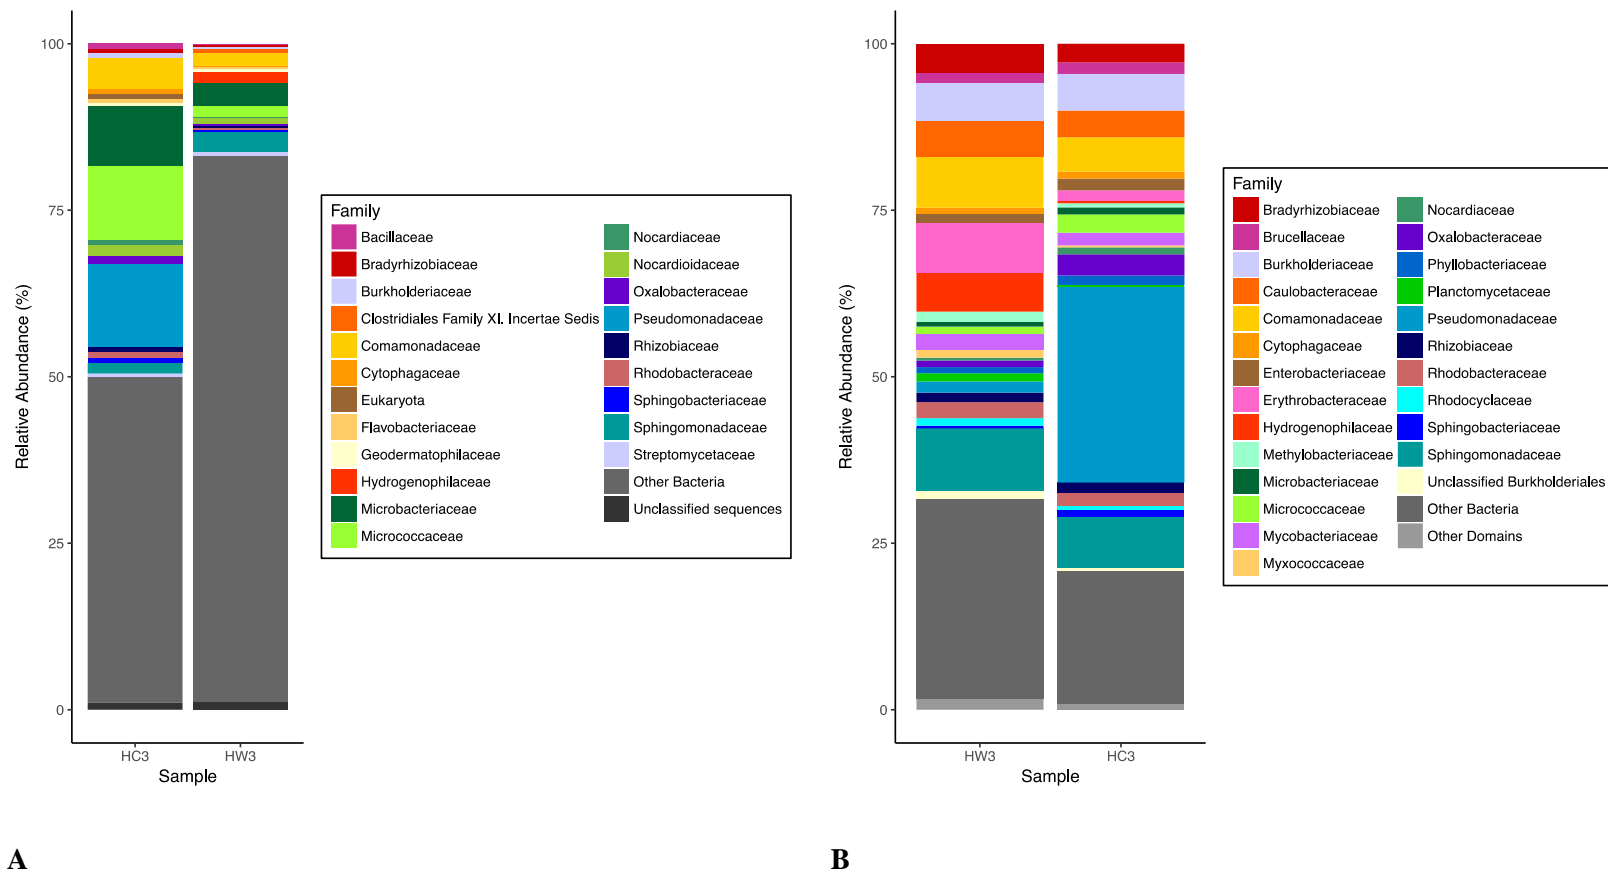 100
75
50
25
0
Relative Abundance (%)
HC3
HW3
Sample
Family
Bacillaceae
Bradyrhizobiaceae
Burkholderiaceae
Clostridiales Family XI. Incertae Sedis
Comamonadaceae
Cytophagaceae
Eukaryota
Flavobacteriaceae
Geodermatophilaceae
Hydrogenophilaceae
Microbacteriaceae
Micrococcaceae
Nocardiaceae
Nocardioidaceae
Oxalobacteraceae
Pseudomonadaceae
Rhizobiaceae
Rhodobacteraceae
Sphingobacteriaceae
Sphingomonadaceae
Streptomycetaceae
Other Bacteria
Unclassified sequences
A
100
75
50
25
0
Relative Abundance (%)
HW3
HC3
Sample
Family
Bradyrhizobiaceae
Brucellaceae
Burkholderiaceae
Caulobacteraceae
Comamonadaceae
Cytophagaceae
Enterobacteriaceae
Erythrobacteraceae
Hydrogenophilaceae
Methylobacteriaceae
Microbacteriaceae
Micrococcaceae
Mycobacteriaceae
Myxococcaceae
Nocardiaceae
Oxalobacteraceae
Phyllobacteriaceae
Planctomycetaceae
Pseudomonadaceae
Rhizobiaceae
Rhodobacteraceae
Rhodocyclaceae
Sphingobacteriaceae
Sphingomonadaceae
Unclassified Burkholderiales
Other Bacteria
Other Domains
B